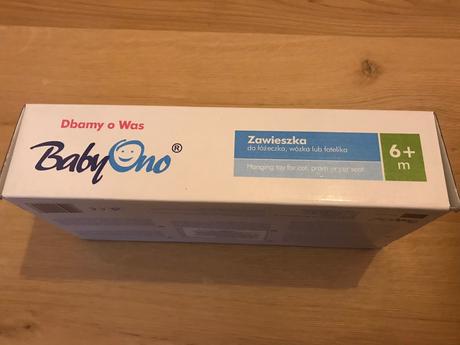 Dbamy o Was
BabyOno®
Zawieszka
do łóżeczka, wózka lub fotelika
Hanging toy for cot, pram or car seat
6+
m